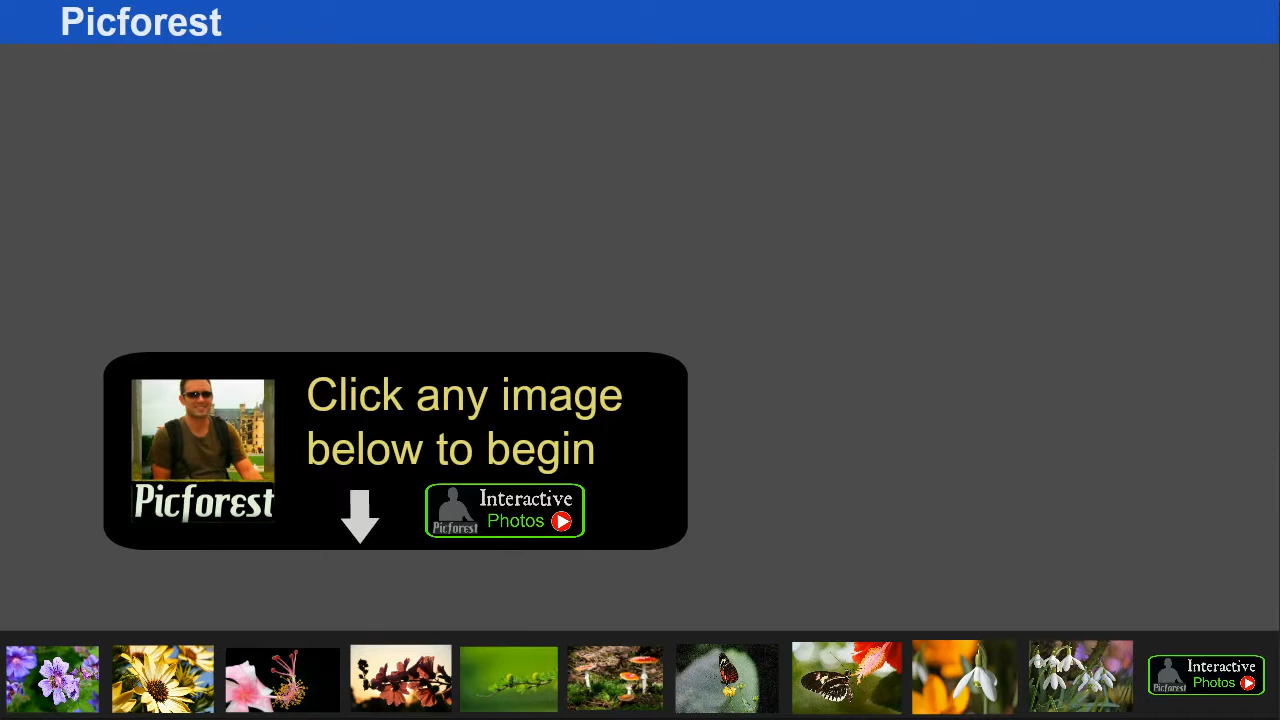 Picforest
Click any image
below to begin
Picforest
Interactive
Photos
Picforest
Interactive
Photos
Picforest